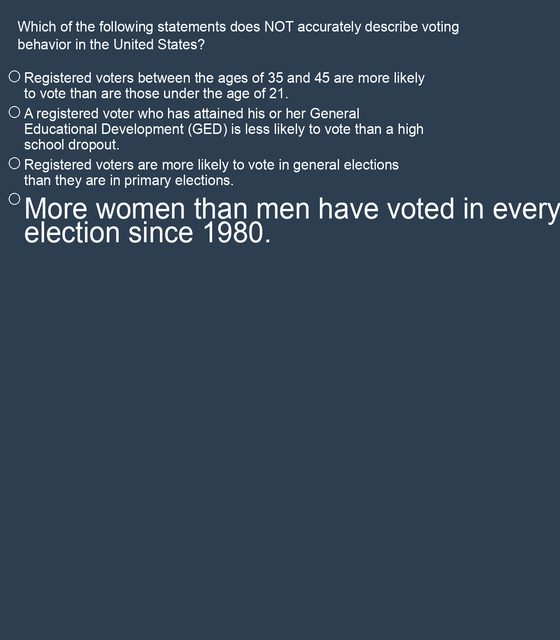 Which of the following statements does NOT accurately describe voting
behavior in the United States?
Registered voters between the ages of 35 and 45 are more likely
to vote than are those under the age of 21.
A registered voter who has attained his or her General
Educational Development (GED) is less likely to vote than a high
school dropout.
Registered voters are more likely to vote in general elections
than they are in primary elections.
More women than men have voted in every
election since 1980.